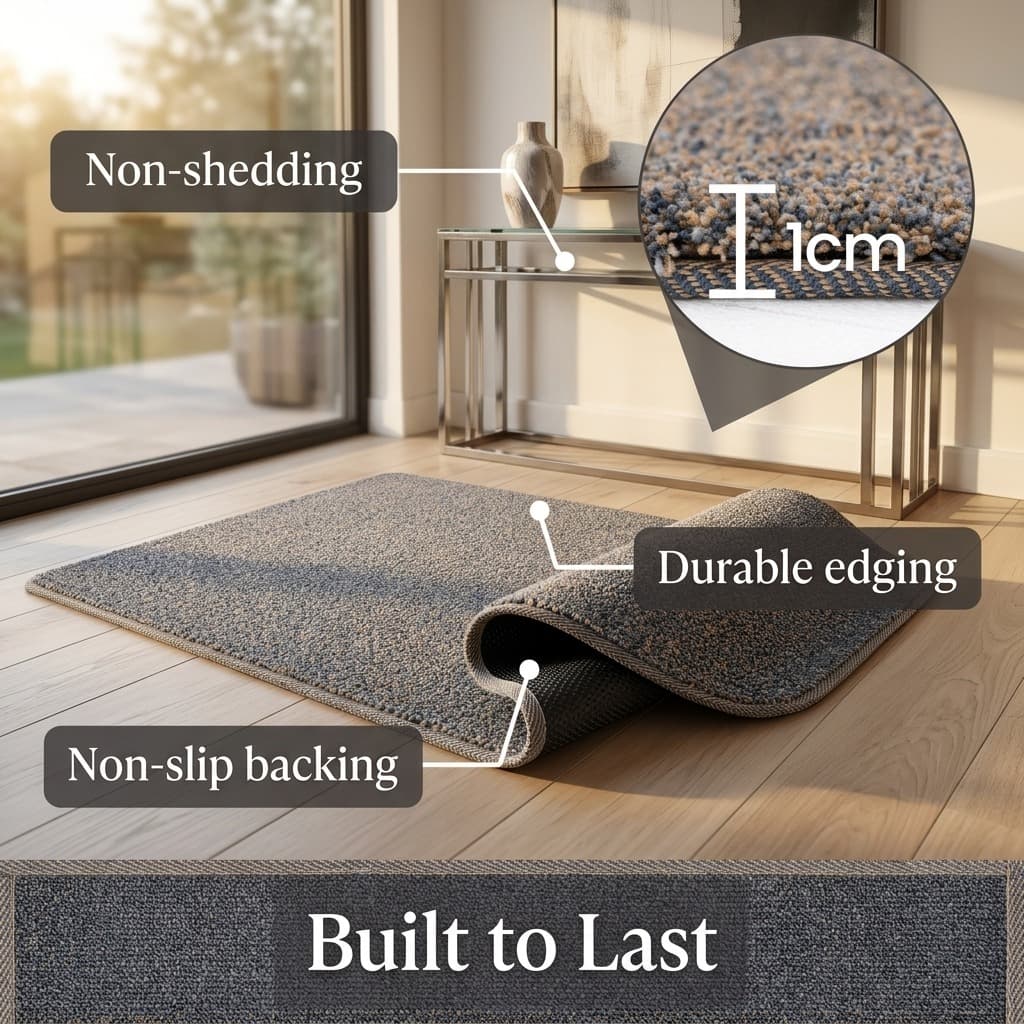 Non-shedding
1cm
Durable edging
Non-slip backing
Built to Last